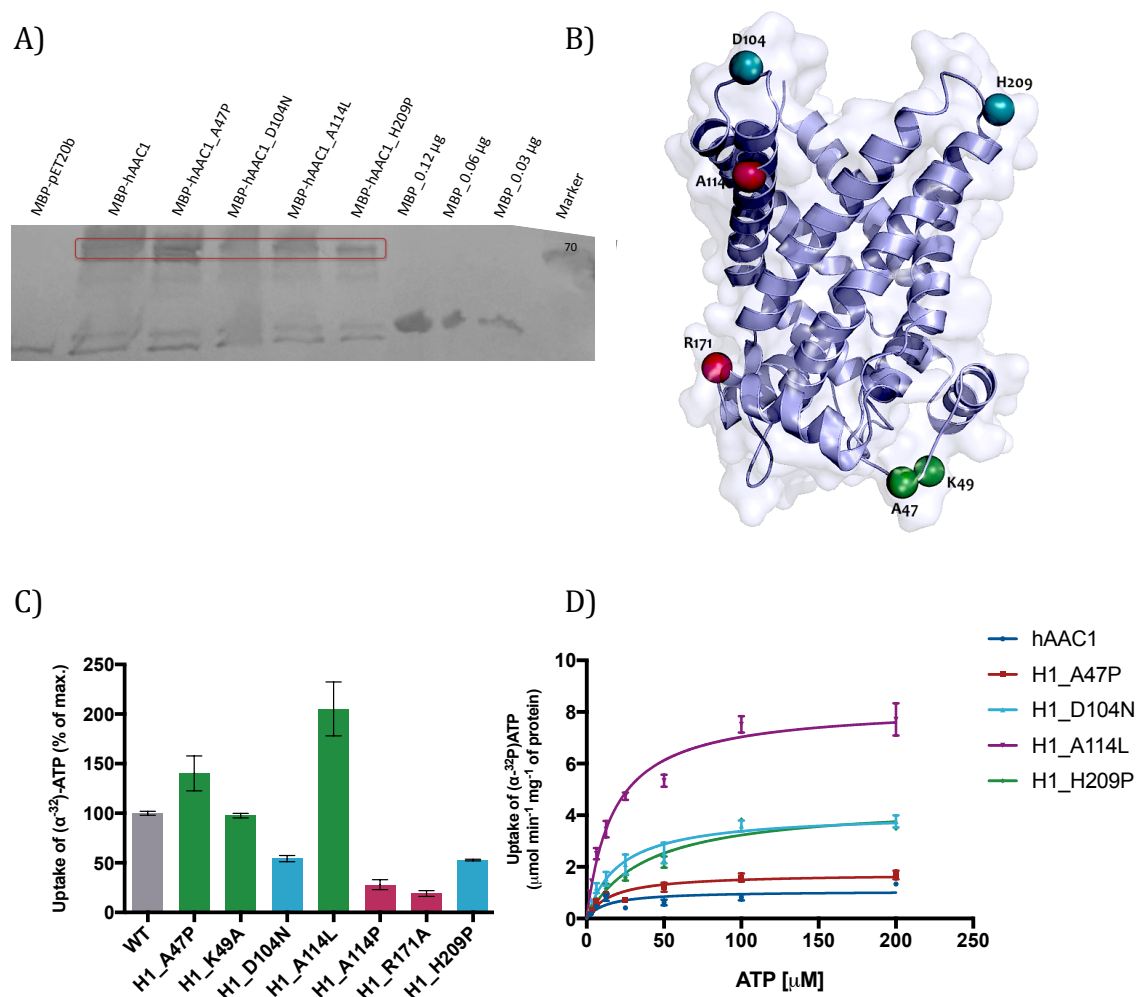 A)
MBP-pET20b
MBP-hAAC1
MBP-hAAC1_A47P
MBP-hAAC1_D104N
MBP-hAAC1_A114L
MBP-hAAC1_H209P
MBP_0.12 µg
MBP_0.06 µg
MBP_0.03 µg
Marker
70
B)
D104
H209
A114
R171
K49
A47
C)
Uptake of (α-³²)-ATP (% of max.)
250
200
150
100
50
0
WT
H1_A47P
H1_K49A
H1_D104N
H1_A114L
H1_A114P
H1_R171A
H1_H209P
D)
Uptake of (α-³²P)ATP
(µmol min⁻¹ mg⁻¹ of protein)
10
8
6
4
2
0
0 50 100 150 200 250
ATP [µM]
hAAC1
H1_A47P
H1_D104N
H1_A114L
H1_H209P